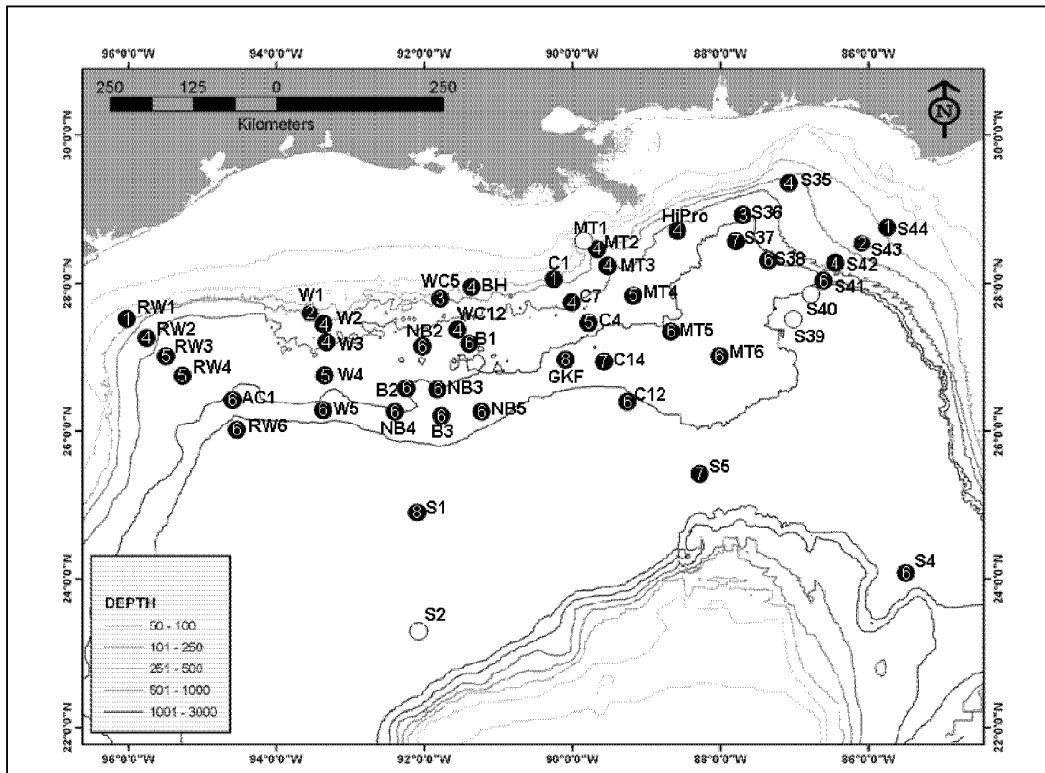 96°0'0"W 94°0'0"W 92°0'0"W 90°0'0"W 88°0'0"W 86°0'0"W
250 125 0 250
Kilometers
N
30°0'0"N 30°0'0"N
4 S35
3 S36
HiPro
4
7 S37
1 S44
2 S43
MT1
4 MT2
4 MT3
6 S38
4 S42
6 S41
28°0'0"N 28°0'0"N
C1
6
WC5
3
4 BH
S40
S39
1 RW1
W1
2
4 W2
4 W3
4 RW2
5 RW3
5 RW4
WC12
4
NB2
6
6 B1
4 C7
5 C4
5 MT4
6 MT5
6 MT6
5 W4
8
GKF
7 C14
B2 6
6 NB3
6 AC1
6 W5
6
NB4
6
B3
6 NB5
C12
6
6 RW6
26°0'0"N 26°0'0"N
7 S5
8 S1
24°0'0"N 24°0'0"N
S4
6
S2
DEPTH
50 - 100
101 - 250
251 - 500
501 - 1000
1001 - 3000
22°0'0"N 22°0'0"N
96°0'0"W 94°0'0"W 92°0'0"W 90°0'0"W 88°0'0"W 86°0'0"W